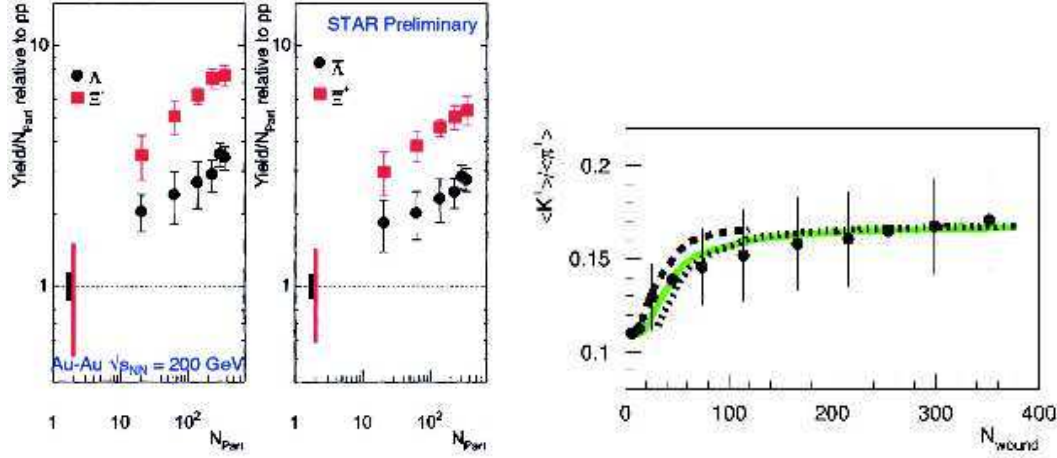 Yield/N_Part relative to pp
10
1
Λ
Ξ⁻
Au-Au √s_NN = 200 GeV
1 10 10²
N_Part
Yield/N_Part relative to pp
STAR Preliminary
10
1
Λ̅
Ξ̅⁺
1 10 10²
N_Part
<K⁺>/<π⁺>
0.2
0.15
0.1
0 100 200 300 400
N_wound